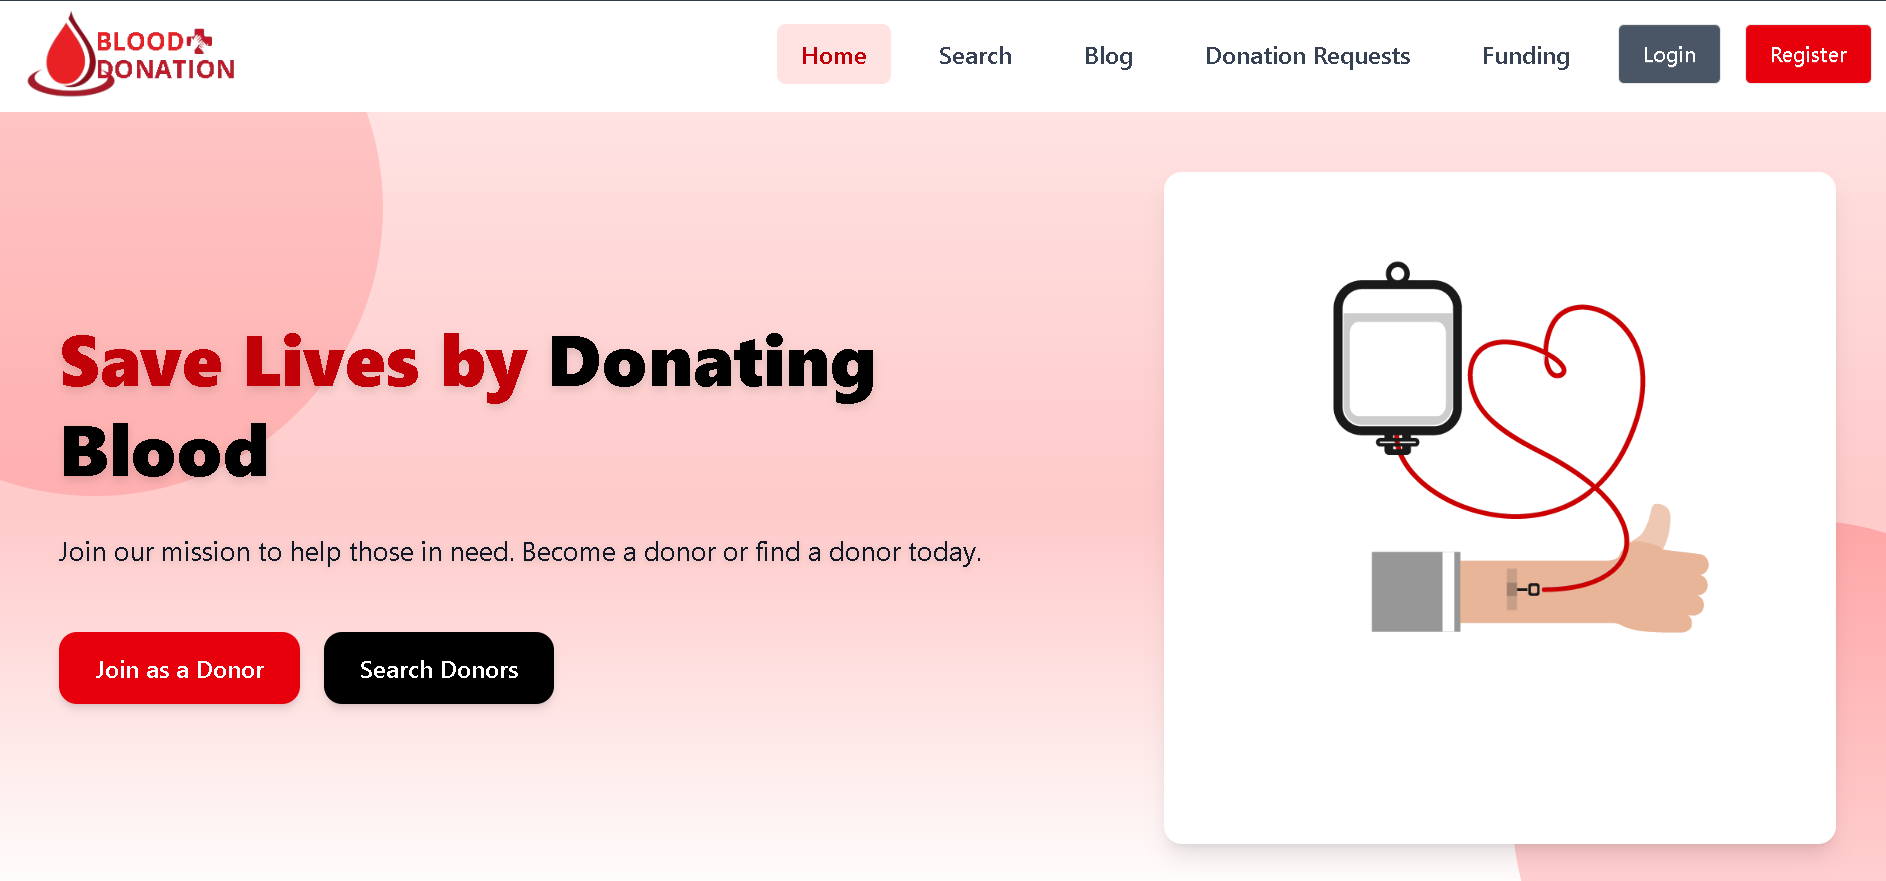 BLOOD
DONATION
Home
Search
Blog
Donation Requests
Funding
Login
Register
Save Lives by Donating
Blood
Join our mission to help those in need. Become a donor or find a donor today.
Join as a Donor
Search Donors